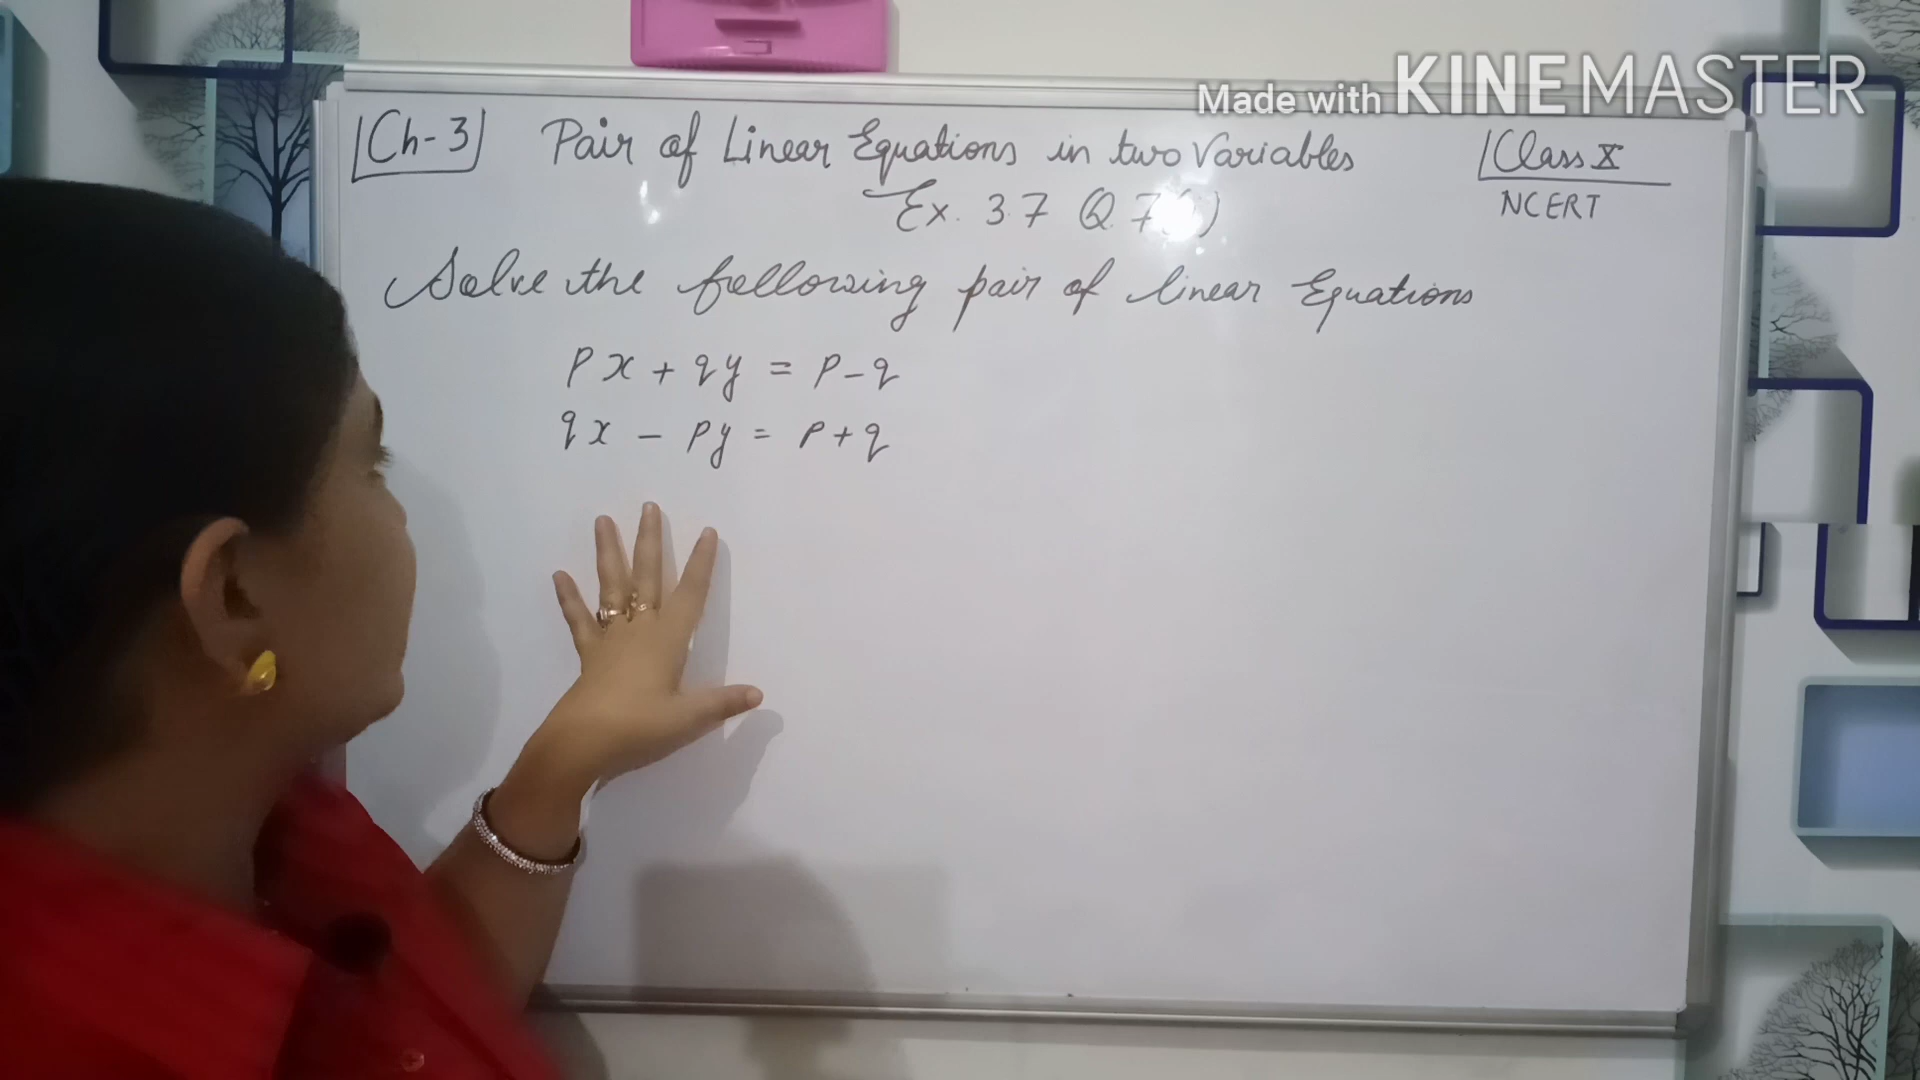 Made with KINEMASTER
Ch-3 Pair of Linear Equations in two Variables Class X
Ex. 3.7 Q. 7 NCERT
Solve the following pair of linear Equations
px + qy = p - q
qx - py = p + q